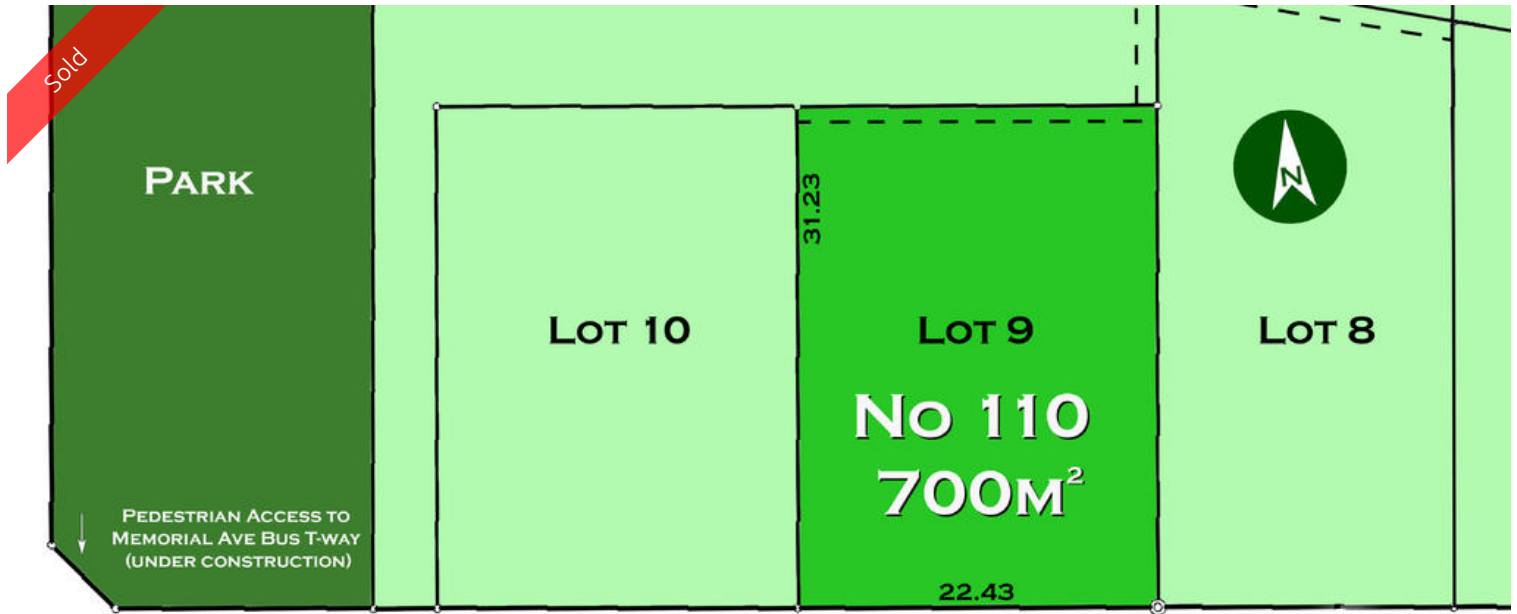 Sold
PARK
N
31.23
LOT 10
LOT 9
LOT 8
NO 110
700M²
PEDESTRIAN ACCESS TO
MEMORIAL AVE BUS T-WAY
(UNDER CONSTRUCTION)
22.43